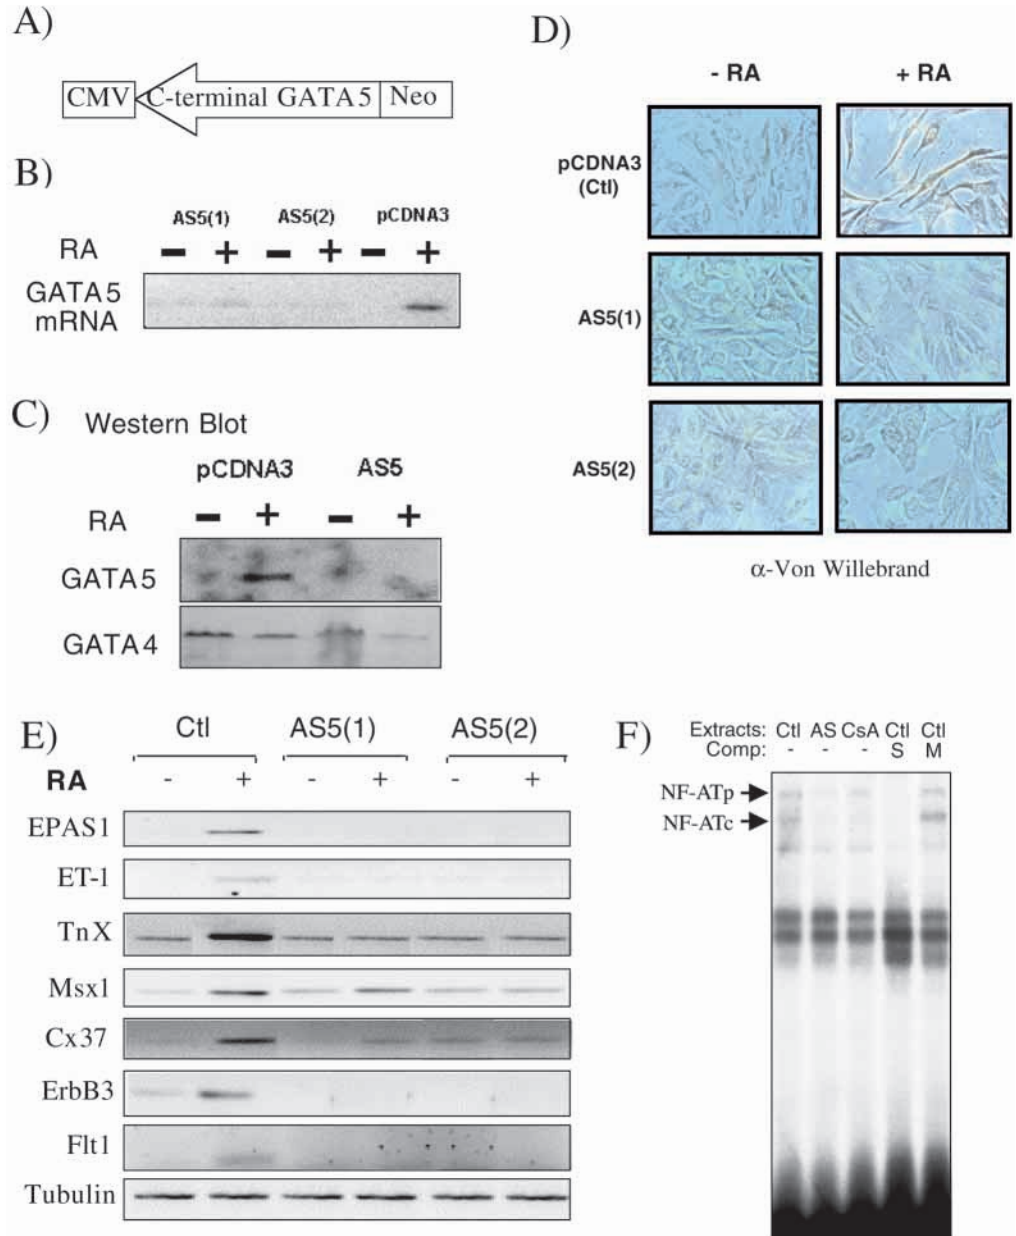 A)
CMV C-terminal GATA5 Neo
B)
AS5(1) AS5(2) pCDNA3
RA - + - + - +
GATA5
mRNA
C) Western Blot
pCDNA3 AS5
RA - + - +
GATA5
GATA4
D)
- RA + RA
pCDNA3
(Ctl)
AS5(1)
AS5(2)
α-Von Willebrand
E) Ctl AS5(1) AS5(2)
RA - + - + - +
EPAS1
ET-1
TnX
Msx1
Cx37
ErbB3
Flt1
Tubulin
F) Extracts: Ctl AS CsA Ctl Ctl
Comp: - - - S M
NF-ATp
NF-ATc